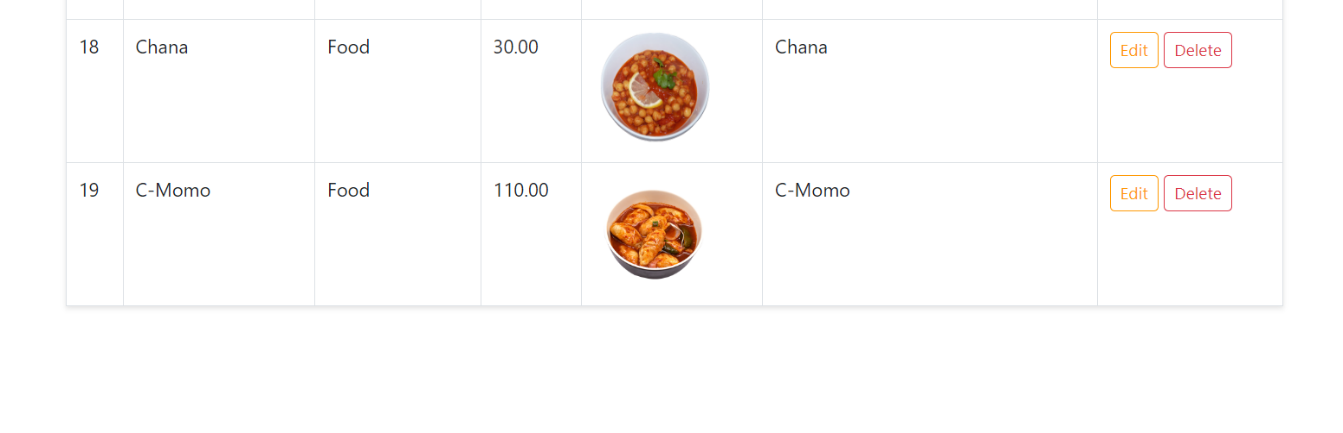 18 Chana Food 30.00 Chana Edit Delete
19 C-Momo Food 110.00 C-Momo Edit Delete